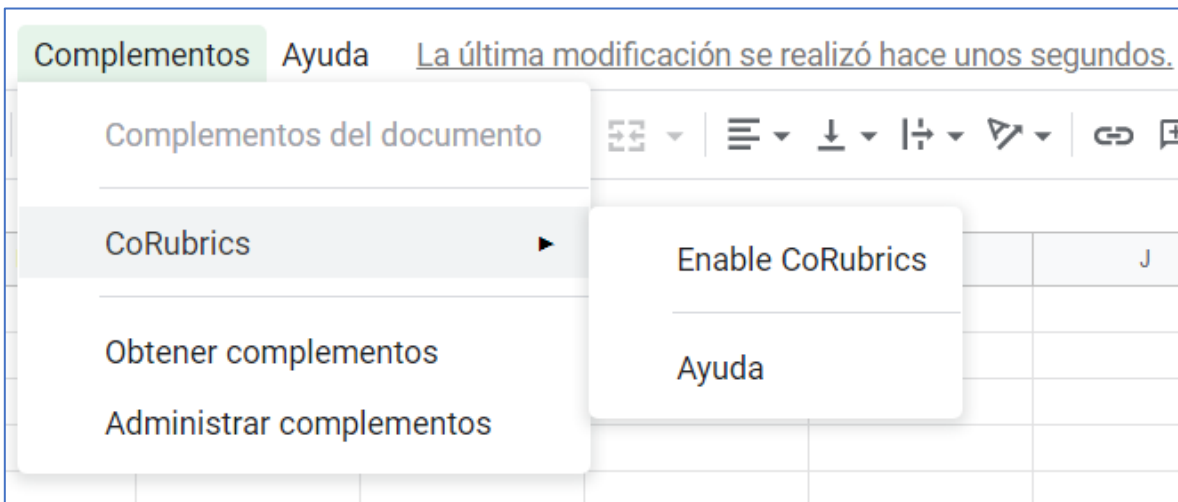 Complementos Ayuda La última modificación se realizó hace unos segundos.
Complementos del documento
CoRubrics
Enable CoRubrics
J
Ayuda
Obtener complementos
Administrar complementos